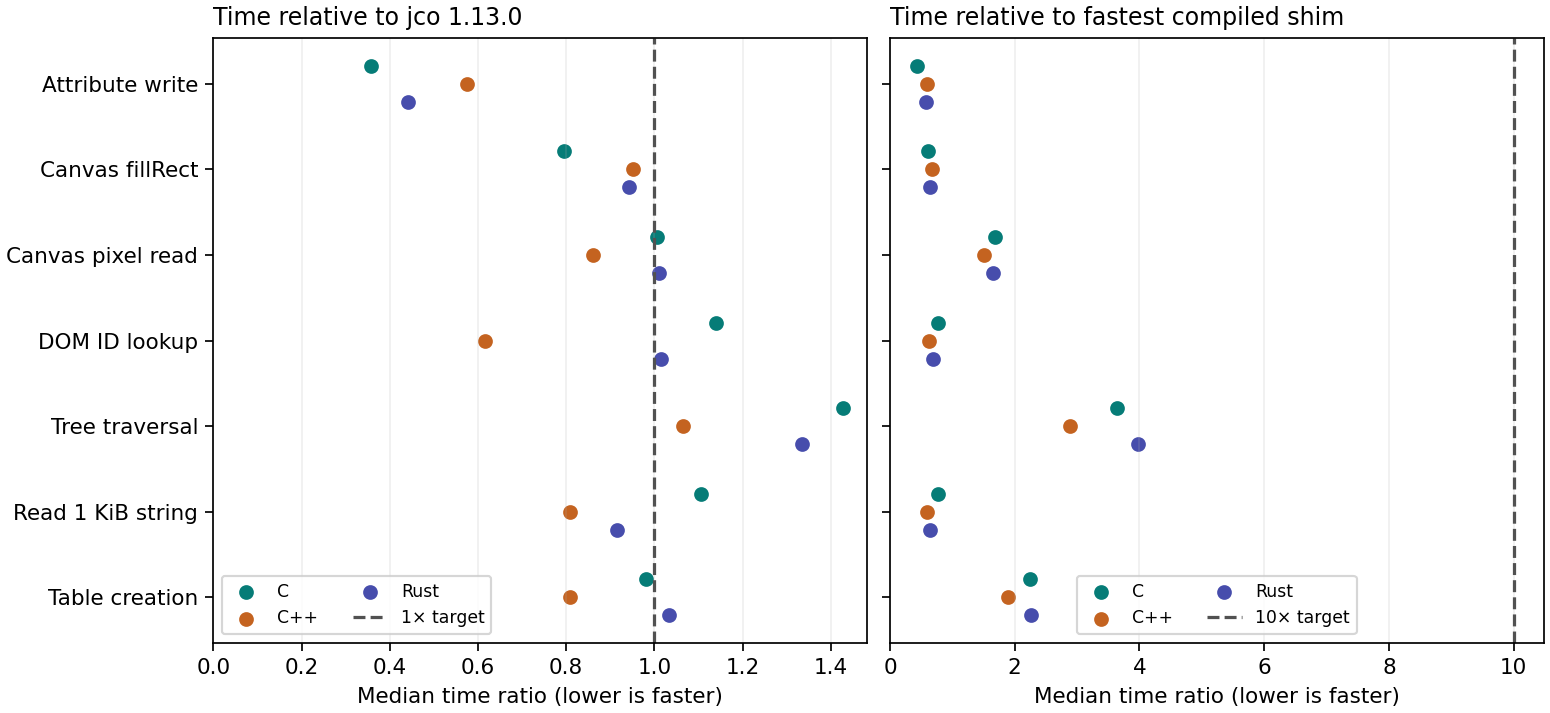 Time relative to jco 1.13.0
Attribute write
Canvas fillRect
Canvas pixel read
DOM ID lookup
Tree traversal
Read 1 KiB string
Table creation
C
C++
Rust
1× target
0.0 0.2 0.4 0.6 0.8 1.0 1.2 1.4
Median time ratio (lower is faster)
Time relative to fastest compiled shim
C
C++
Rust
10× target
0 2 4 6 8 10
Median time ratio (lower is faster)